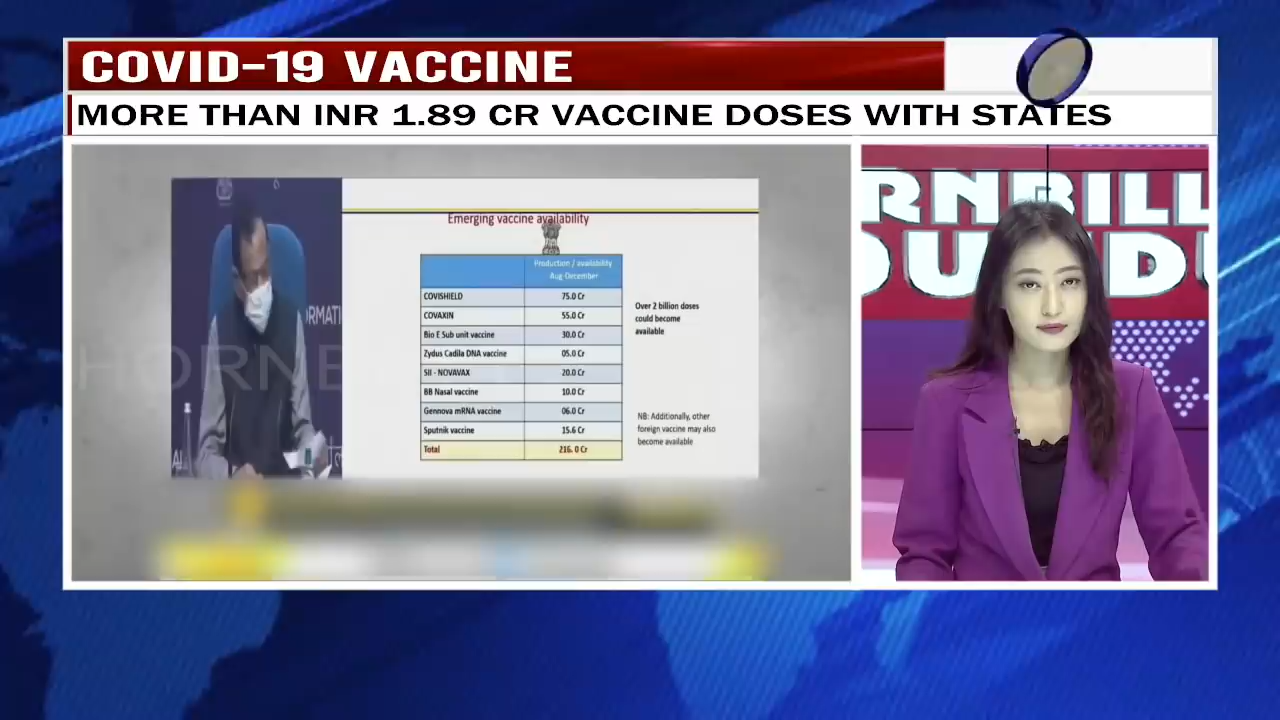 COVID-19 VACCINE
MORE THAN INR 1.89 CR VACCINE DOSES WITH STATES
Emerging vaccine availability
Production / availability
Aug-December
COVISHIELD 75.0 Cr
COVAXIN 55.0 Cr
Bio E Sub unit vaccine 30.0 Cr
Zydus Cadila DNA vaccine 05.0 Cr
SII - NOVAVAX 20.0 Cr
BB Nasal vaccine 10.0 Cr
Gennova mRNA vaccine 06.0 Cr
Sputnik vaccine 15.6 Cr
Total 216. 0 Cr
Over 2 billion doses
could become
available
NB: Additionally, other
foreign vaccine may also
become available
ORMATI
RNBILL
OUND